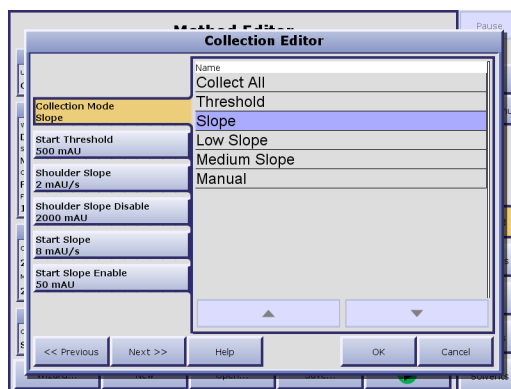 Pause
Collection Editor
Name
Collect All
Threshold
Slope
Low Slope
Medium Slope
Manual
Collection Mode
Slope
Start Threshold
500 mAU
Shoulder Slope
2 mAU/s
Shoulder Slope Disable
2000 mAU
Start Slope
8 mAU/s
Start Slope Enable
50 mAU
<< Previous
Next >>
Help
OK
Cancel